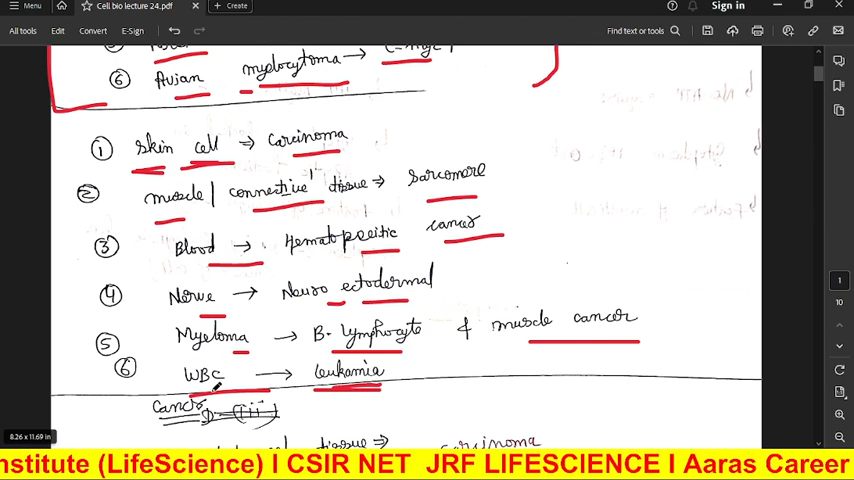 Menu
Cell bio lecture 24.pdf
+ Create
Sign in
All tools Edit Convert E-Sign
Find text or tools
⑥ Avian myelocytoma → C-myc
① Skin cell ⇒ Carcinoma
② muscle | connective tissue ⇒ Sarcomere
③ Blood → Hematopoeitic cancer
④ Nerve → Neuro ectodermal
⑤ Myeloma → B-lymphocyte & muscle cancer
⑥ WBC → leukamia
Cancer
tissue ⇒ carcinoma
1
10
8.26 x 11.69 in
nstitute (LifeScience) I CSIR NET JRF LIFESCIENCE I Aaras Career